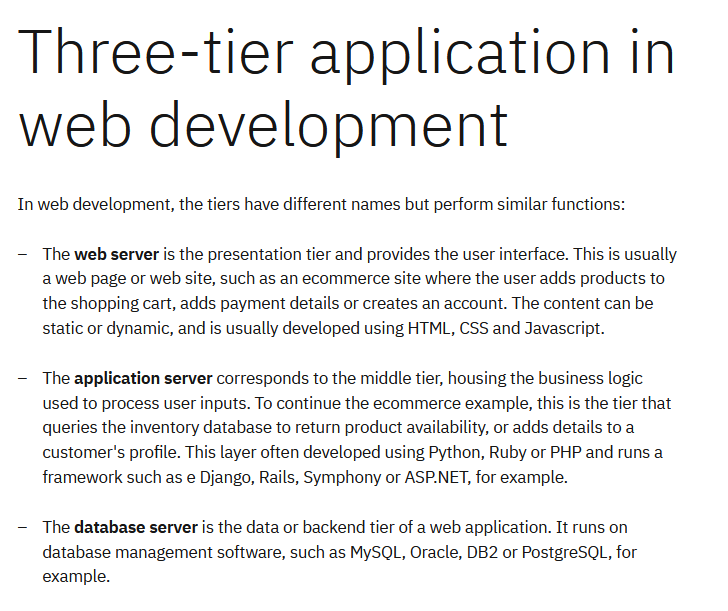 Three-tier application in
web development
In web development, the tiers have different names but perform similar functions:
– The web server is the presentation tier and provides the user interface. This is usually
a web page or web site, such as an ecommerce site where the user adds products to
the shopping cart, adds payment details or creates an account. The content can be
static or dynamic, and is usually developed using HTML, CSS and Javascript.
– The application server corresponds to the middle tier, housing the business logic
used to process user inputs. To continue the ecommerce example, this is the tier that
queries the inventory database to return product availability, or adds details to a
customer's profile. This layer often developed using Python, Ruby or PHP and runs a
framework such as e Django, Rails, Symphony or ASP.NET, for example.
– The database server is the data or backend tier of a web application. It runs on
database management software, such as MySQL, Oracle, DB2 or PostgreSQL, for
example.